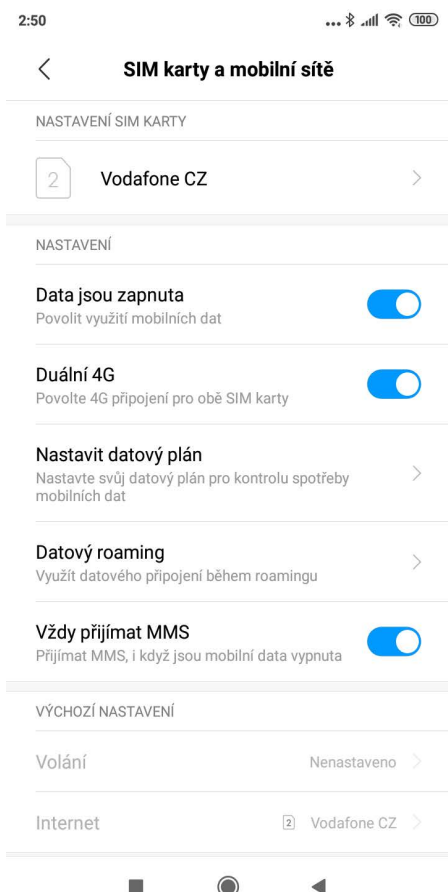 2:50
100
SIM karty a mobilní sítě
NASTAVENÍ SIM KARTY
2
Vodafone CZ
NASTAVENÍ
Data jsou zapnuta
Povolit využití mobilních dat
Duální 4G
Povolte 4G připojení pro obě SIM karty
Nastavit datový plán
Nastavte svůj datový plán pro kontrolu spotřeby
mobilních dat
Datový roaming
Využít datového připojení během roamingu
Vždy přijímat MMS
Přijímat MMS, i když jsou mobilní data vypnuta
VÝCHOZÍ NASTAVENÍ
Volání Nenastaveno
Internet 2 Vodafone CZ